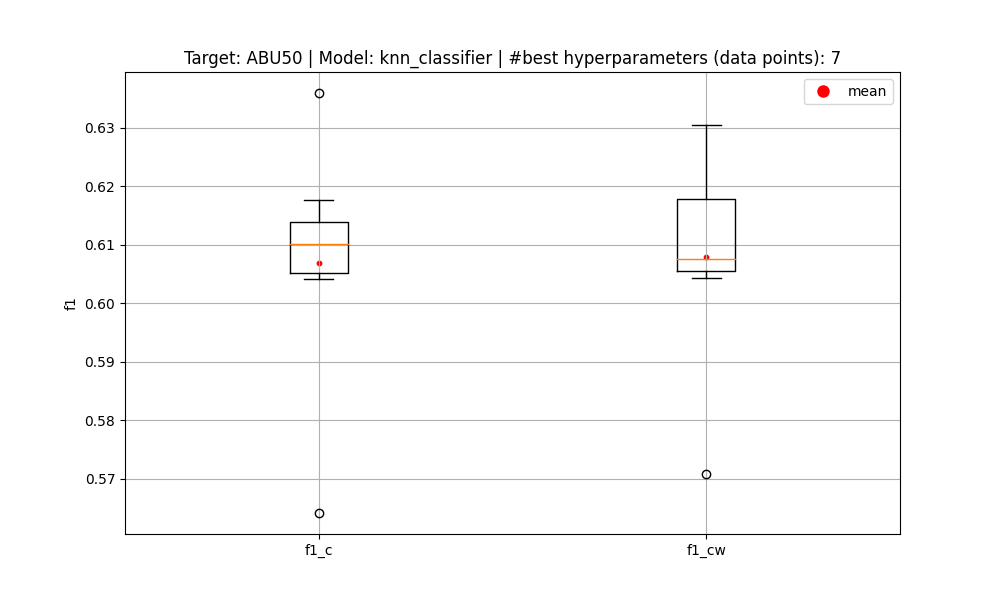 Target: ABU50 | Model: knn_classifier | #best hyperparameters (data points): 7
mean
0.63
0.62
0.61
0.60
0.59
0.58
0.57
f1
f1_c
f1_cw